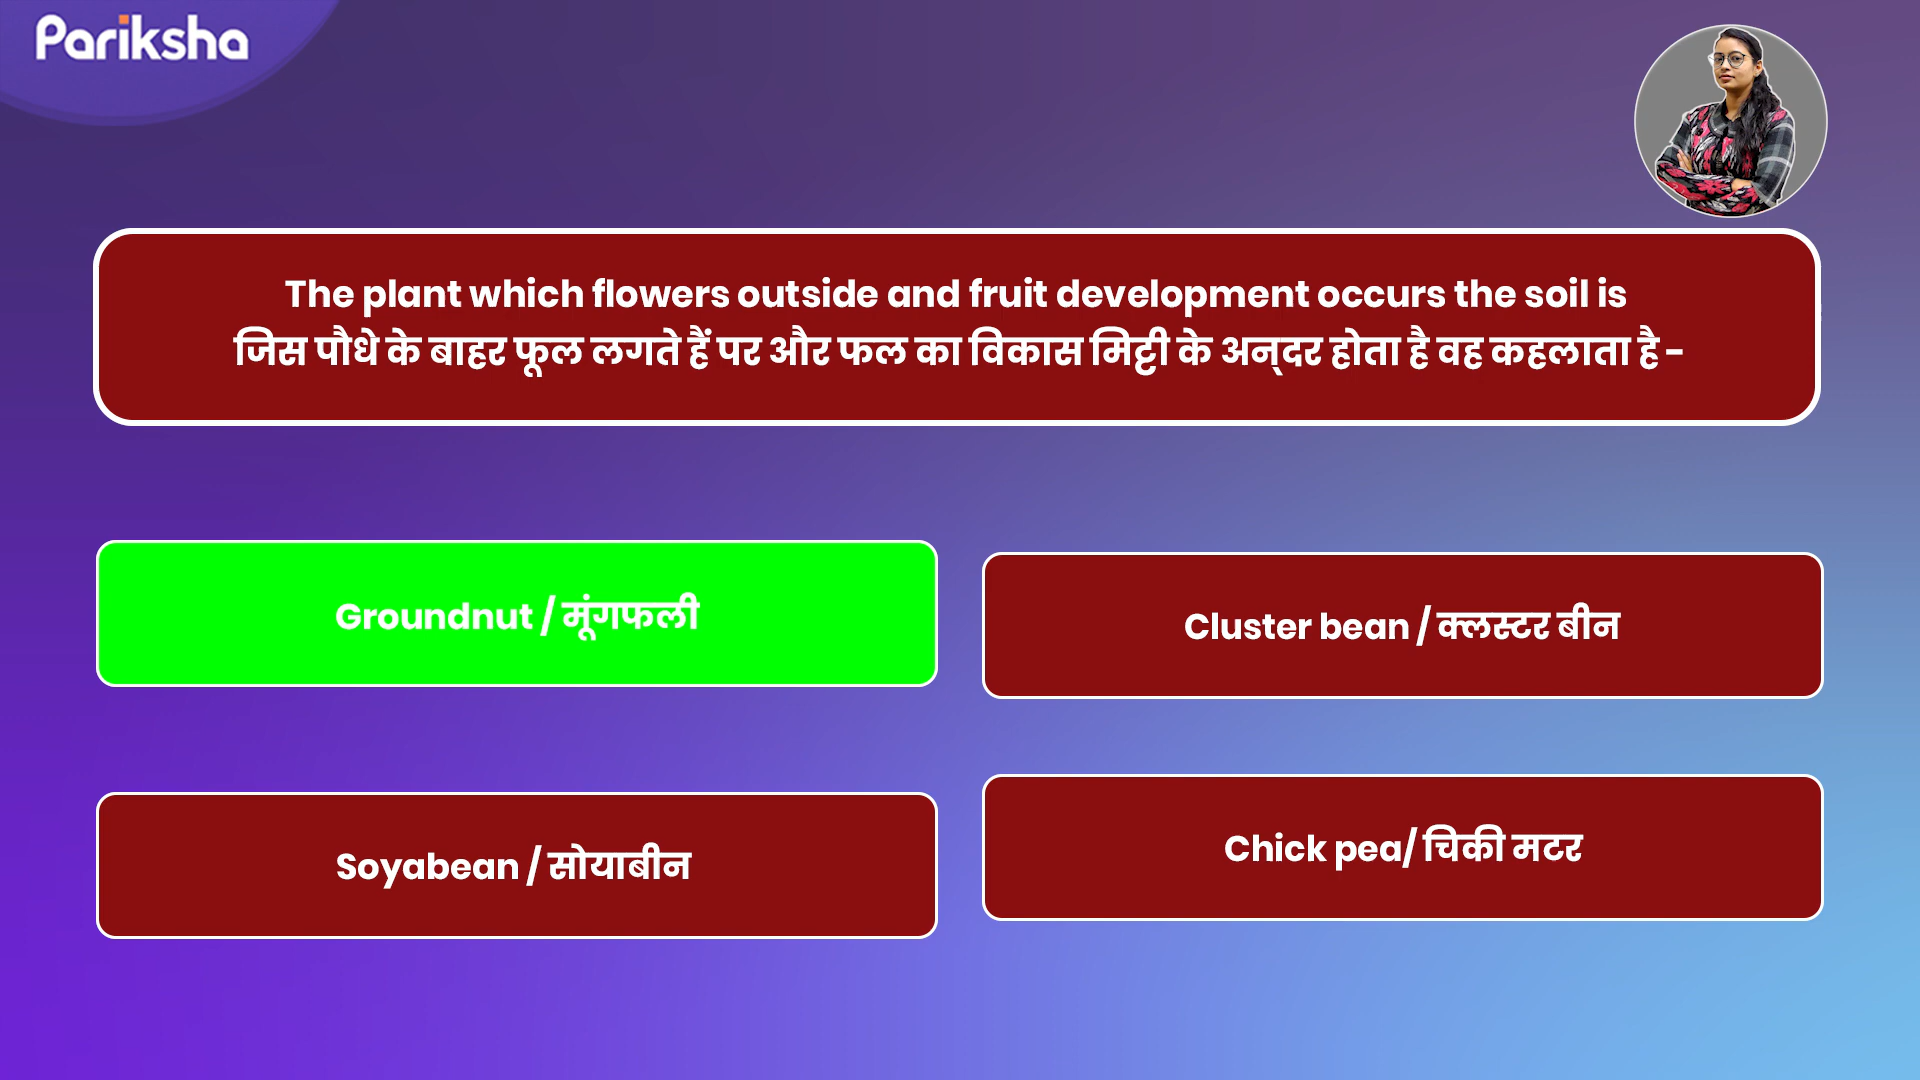 Pariksha
The plant which flowers outside and fruit development occurs the soil is
जिस पौधे के बाहर फूल लगते हैं पर और फल का विकास मिट्टी के अन्‌दर होता है वह कहलाता है -
Groundnut / मूंगफली
Cluster bean / क्लस्टर बीन
Soyabean / सोयाबीन
Chick pea/ चिकी मटर